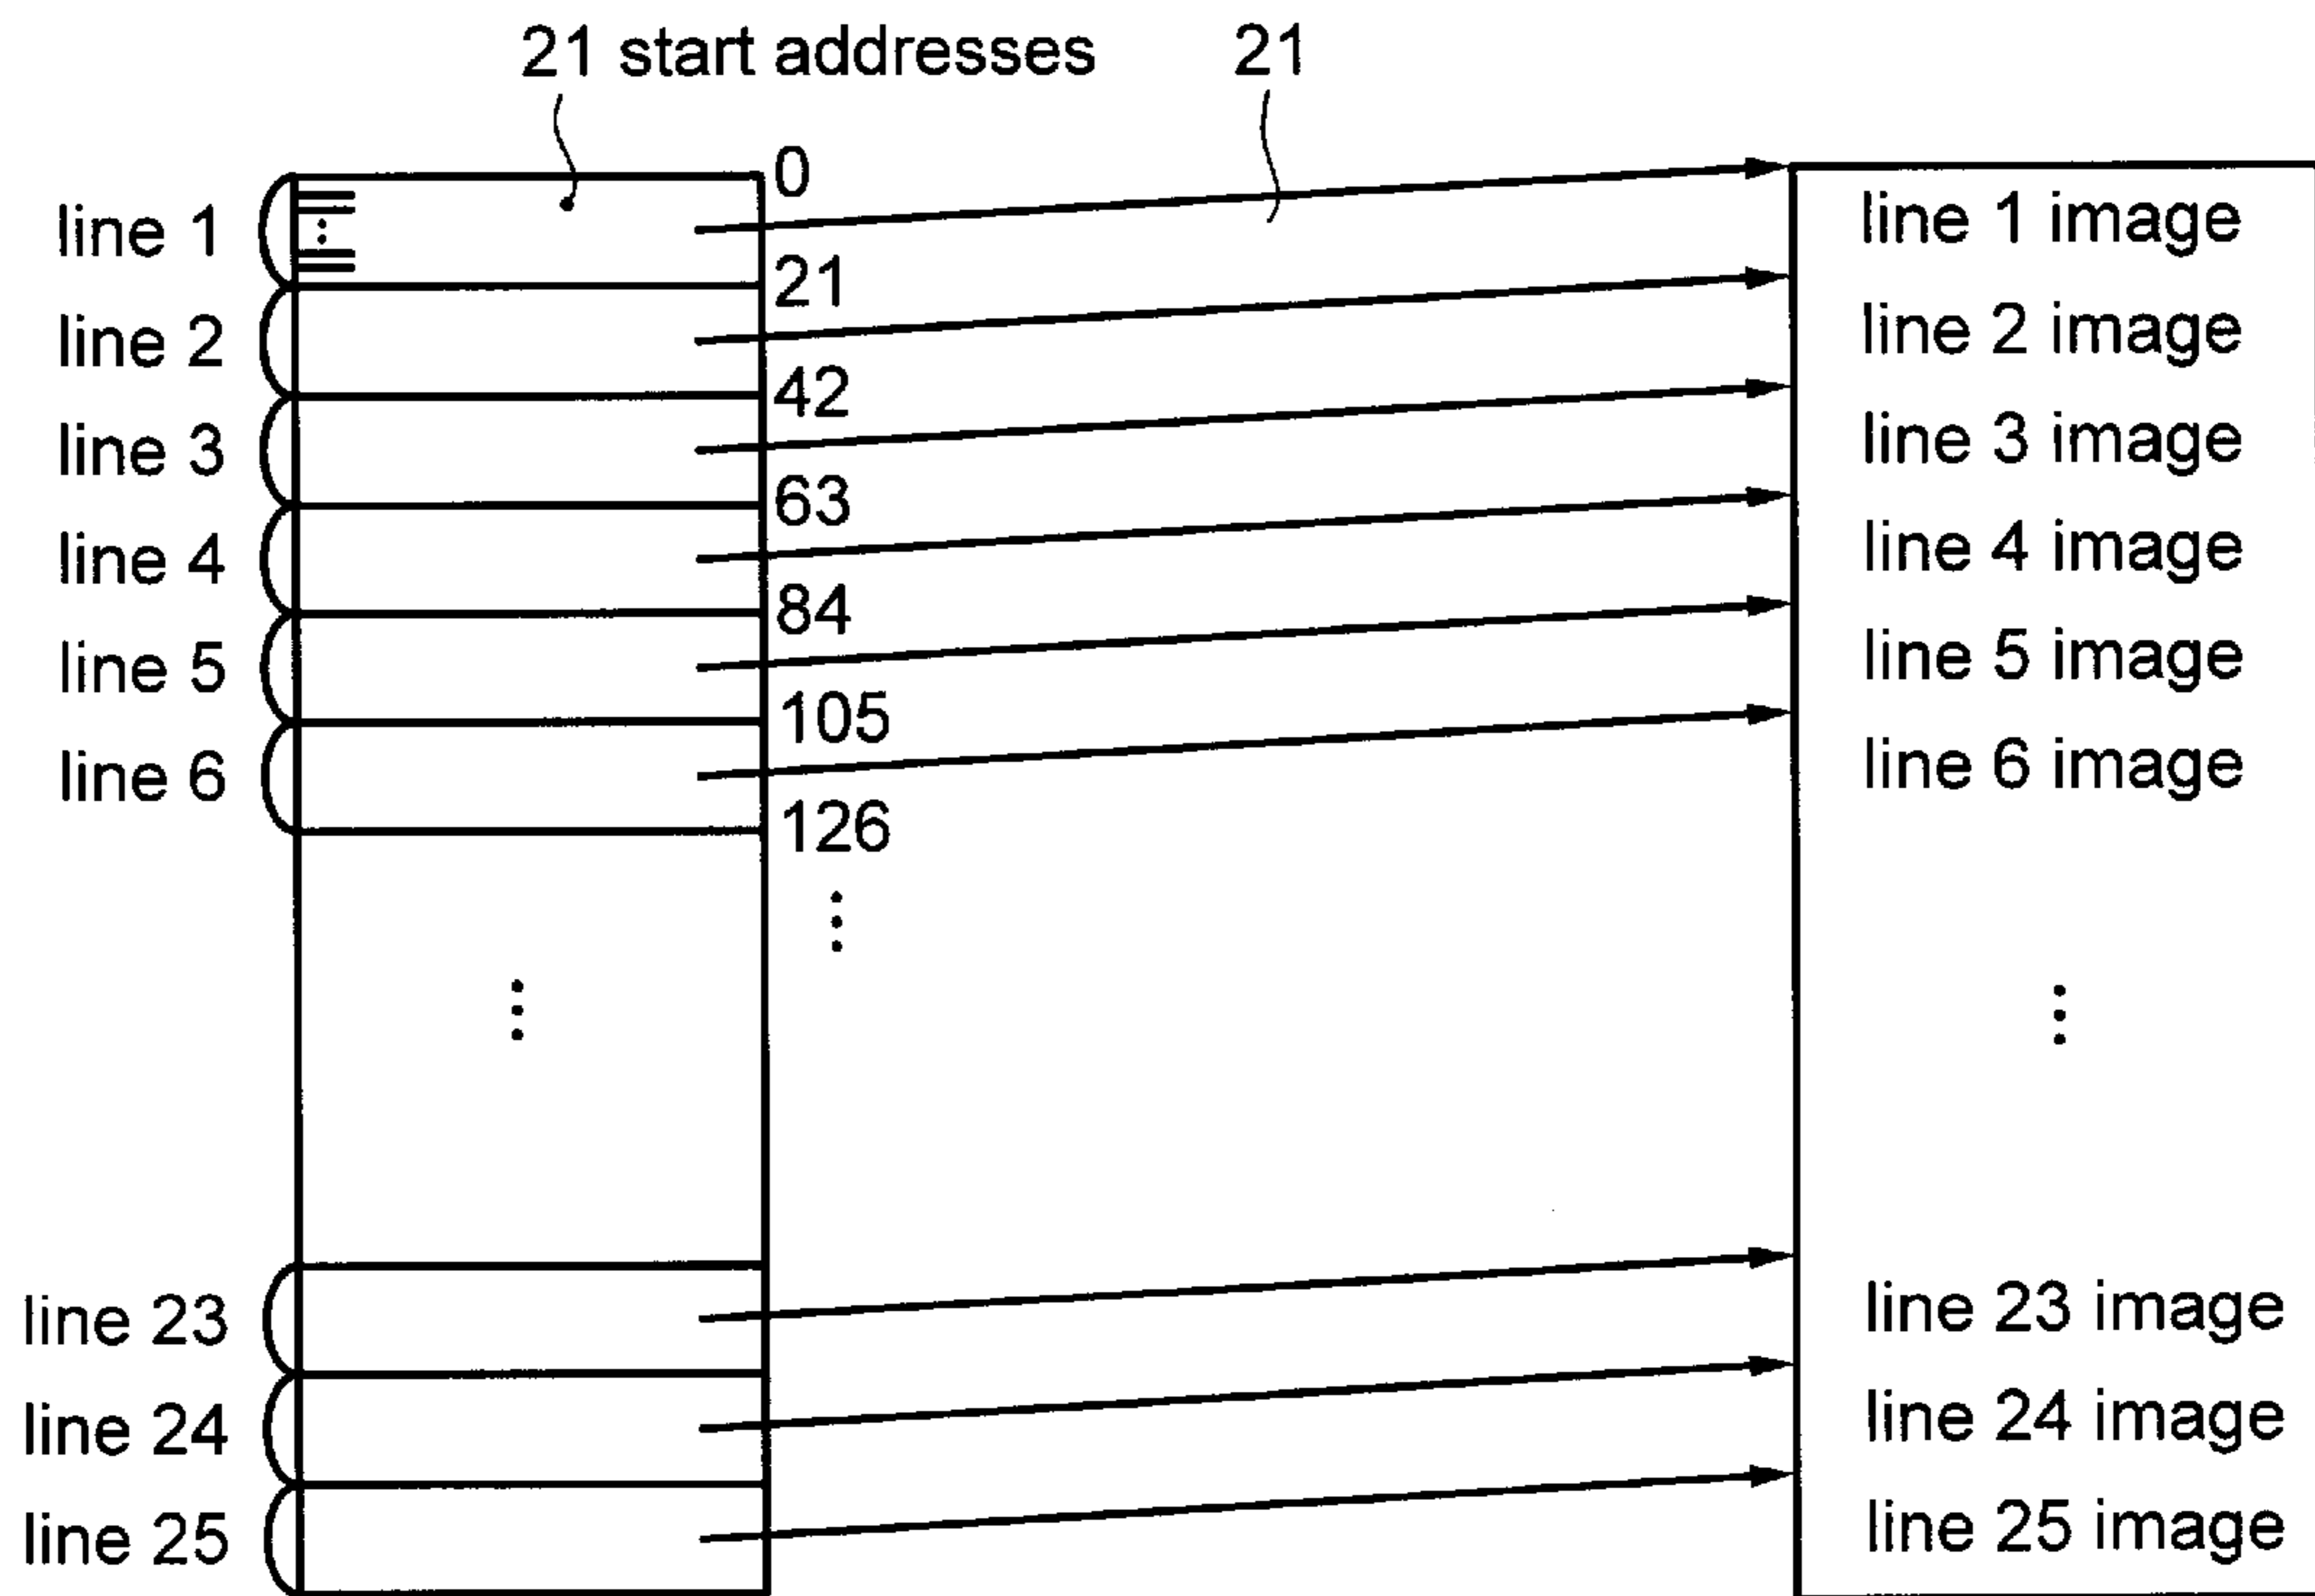 21 start addresses 21
0
line 1 line 1 image
21
line 2 line 2 image
42
line 3 line 3 image
63
line 4 line 4 image
84
line 5 line 5 image
105
line 6 line 6 image
126
line 23 line 23 image
line 24 line 24 image
line 25 line 25 image